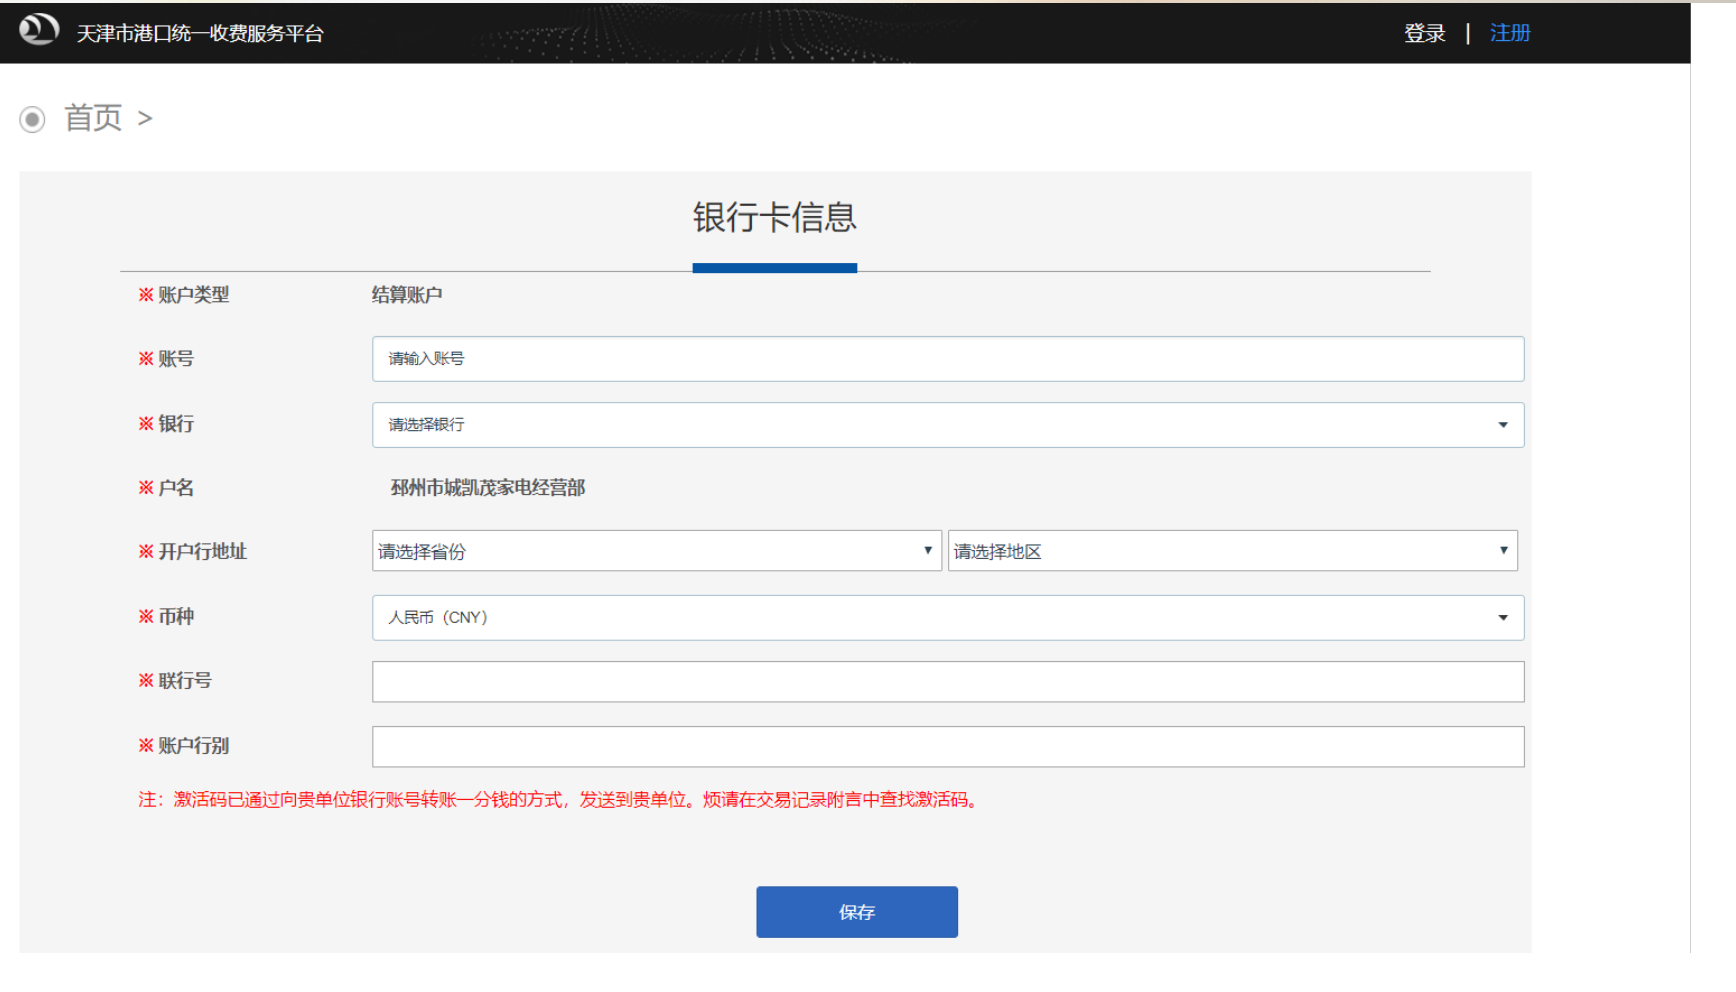 天津市港口统一收费服务平台
登录 | 注册
首页 >
银行卡信息
※ 账户类型 结算账户
※ 账号 请输入账号
※ 银行 请选择银行
※ 户名 邳州市城凯茂家电经营部
※ 开户行地址 请选择省份 请选择地区
※ 币种 人民币（CNY）
※ 联行号
※ 账户行别
注：激活码已通过向贵单位银行账号转账一分钱的方式，发送到贵单位。烦请在交易记录附言中查找激活码。
保存